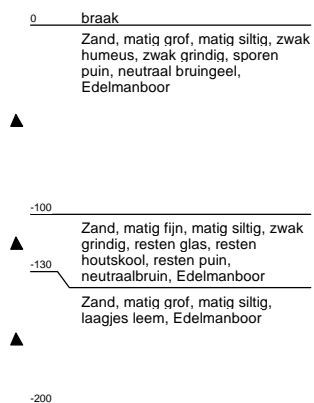 0 braak
Zand, matig grof, matig siltig, zwak
humeus, zwak grindig, sporen
puin, neutraal bruingeel,
Edelmanboor
-100
Zand, matig fijn, matig siltig, zwak
grindig, resten glas, resten
houtskool, resten puin,
neutraalbruin, Edelmanboor
-130
Zand, matig grof, matig siltig,
laagjes leem, Edelmanboor
-200